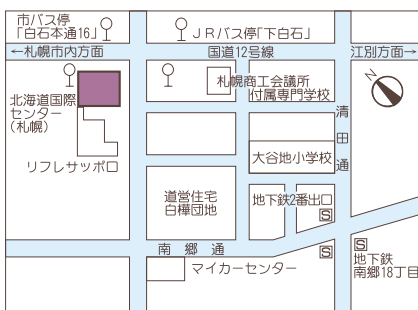 市バス停
「白石本通16」
JRバス停「下白石」
←札幌市内方面
国道12号線
江別方面→
N
札幌商工会議所
付属専門学校
北海道国際
センター
(札幌)
清田通
リフレサッポロ
大谷地小学校
道営住宅
白樺団地
地下鉄2番出口
S
南郷通
S
S
マイカーセンター
地下鉄
南郷18丁目